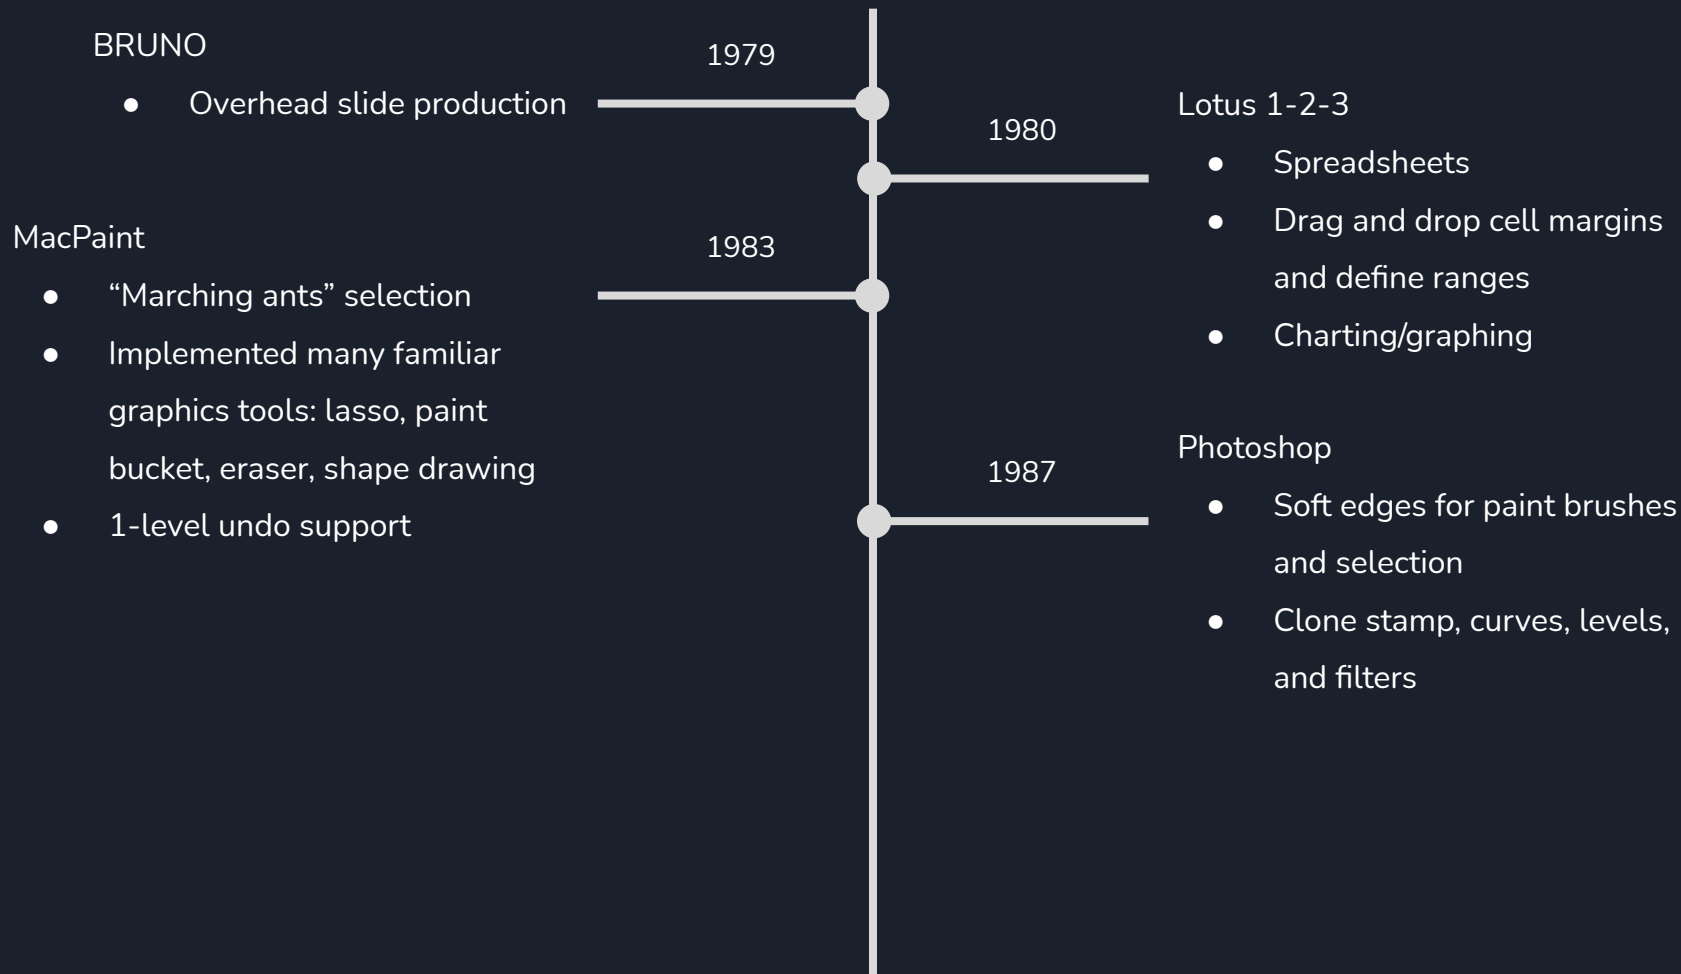 BRUNO
● Overhead slide production
1979
1980
Lotus 1-2-3
● Spreadsheets
● Drag and drop cell margins
and define ranges
● Charting/graphing
MacPaint
● “Marching ants” selection
● Implemented many familiar
graphics tools: lasso, paint
bucket, eraser, shape drawing
● 1-level undo support
1983
1987
Photoshop
● Soft edges for paint brushes
and selection
● Clone stamp, curves, levels,
and filters